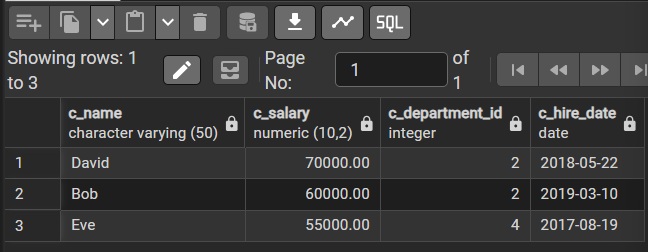 SQL
Showing rows: 1
to 3
Page
No:
1
of
1
c_name
character varying (50)
c_salary
numeric (10,2)
c_department_id
integer
c_hire_date
date
1 David 70000.00 2 2018-05-22
2 Bob 60000.00 2 2019-03-10
3 Eve 55000.00 4 2017-08-19